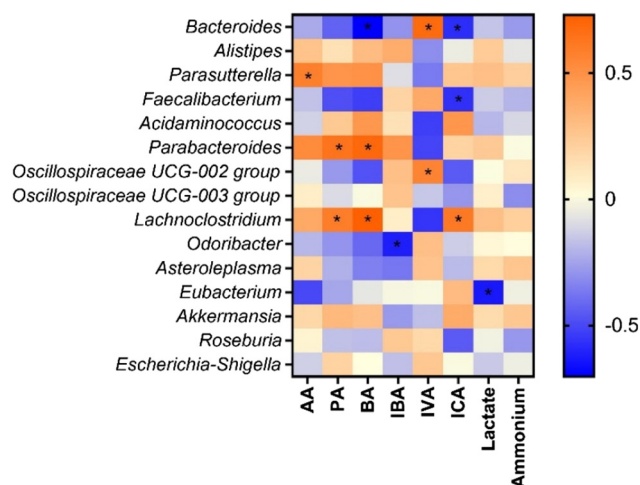 Bacteroides
Alistipes
Parasutterella
Faecalibacterium
Acidaminococcus
Parabacteroides
Oscillospiraceae UCG-002 group
Oscillospiraceae UCG-003 group
Lachnoclostridium
Odoribacter
Asteroleplasma
Eubacterium
Akkermansia
Roseburia
Escherichia-Shigella
* * *
*
*
* *
*
* * *
*
*
AA
PA
BA
IBA
IVA
ICA
Lactate
Ammonium
0.5
0
-0.5